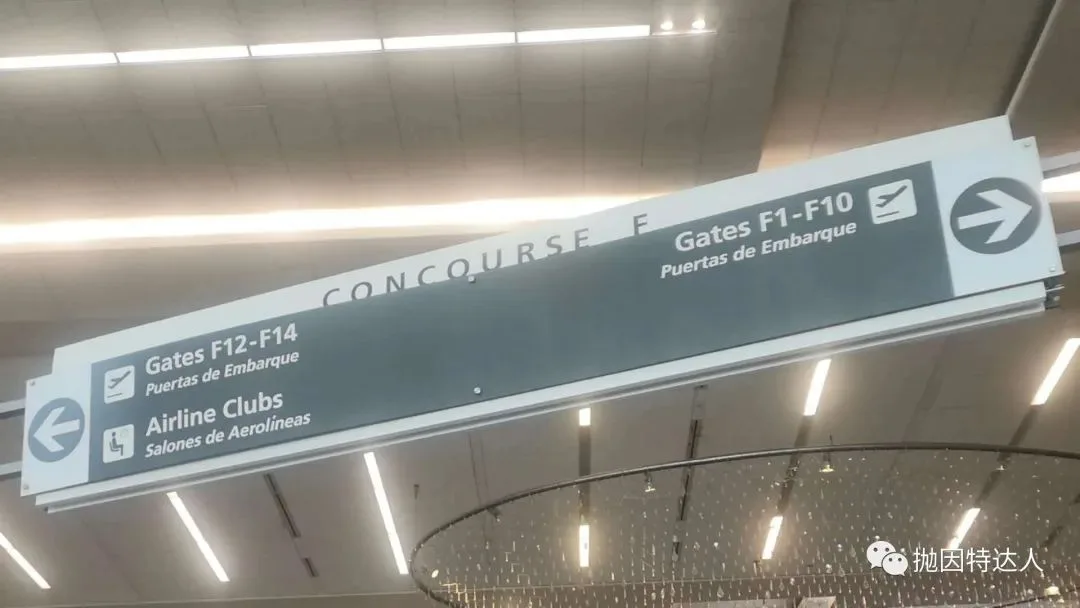 CONCOURSE F
Gates F12-F14
Puertas de Embarque
Airline Clubs
Salones de Aerolíneas
Gates F1-F10
Puertas de Embarque
抛因特达人